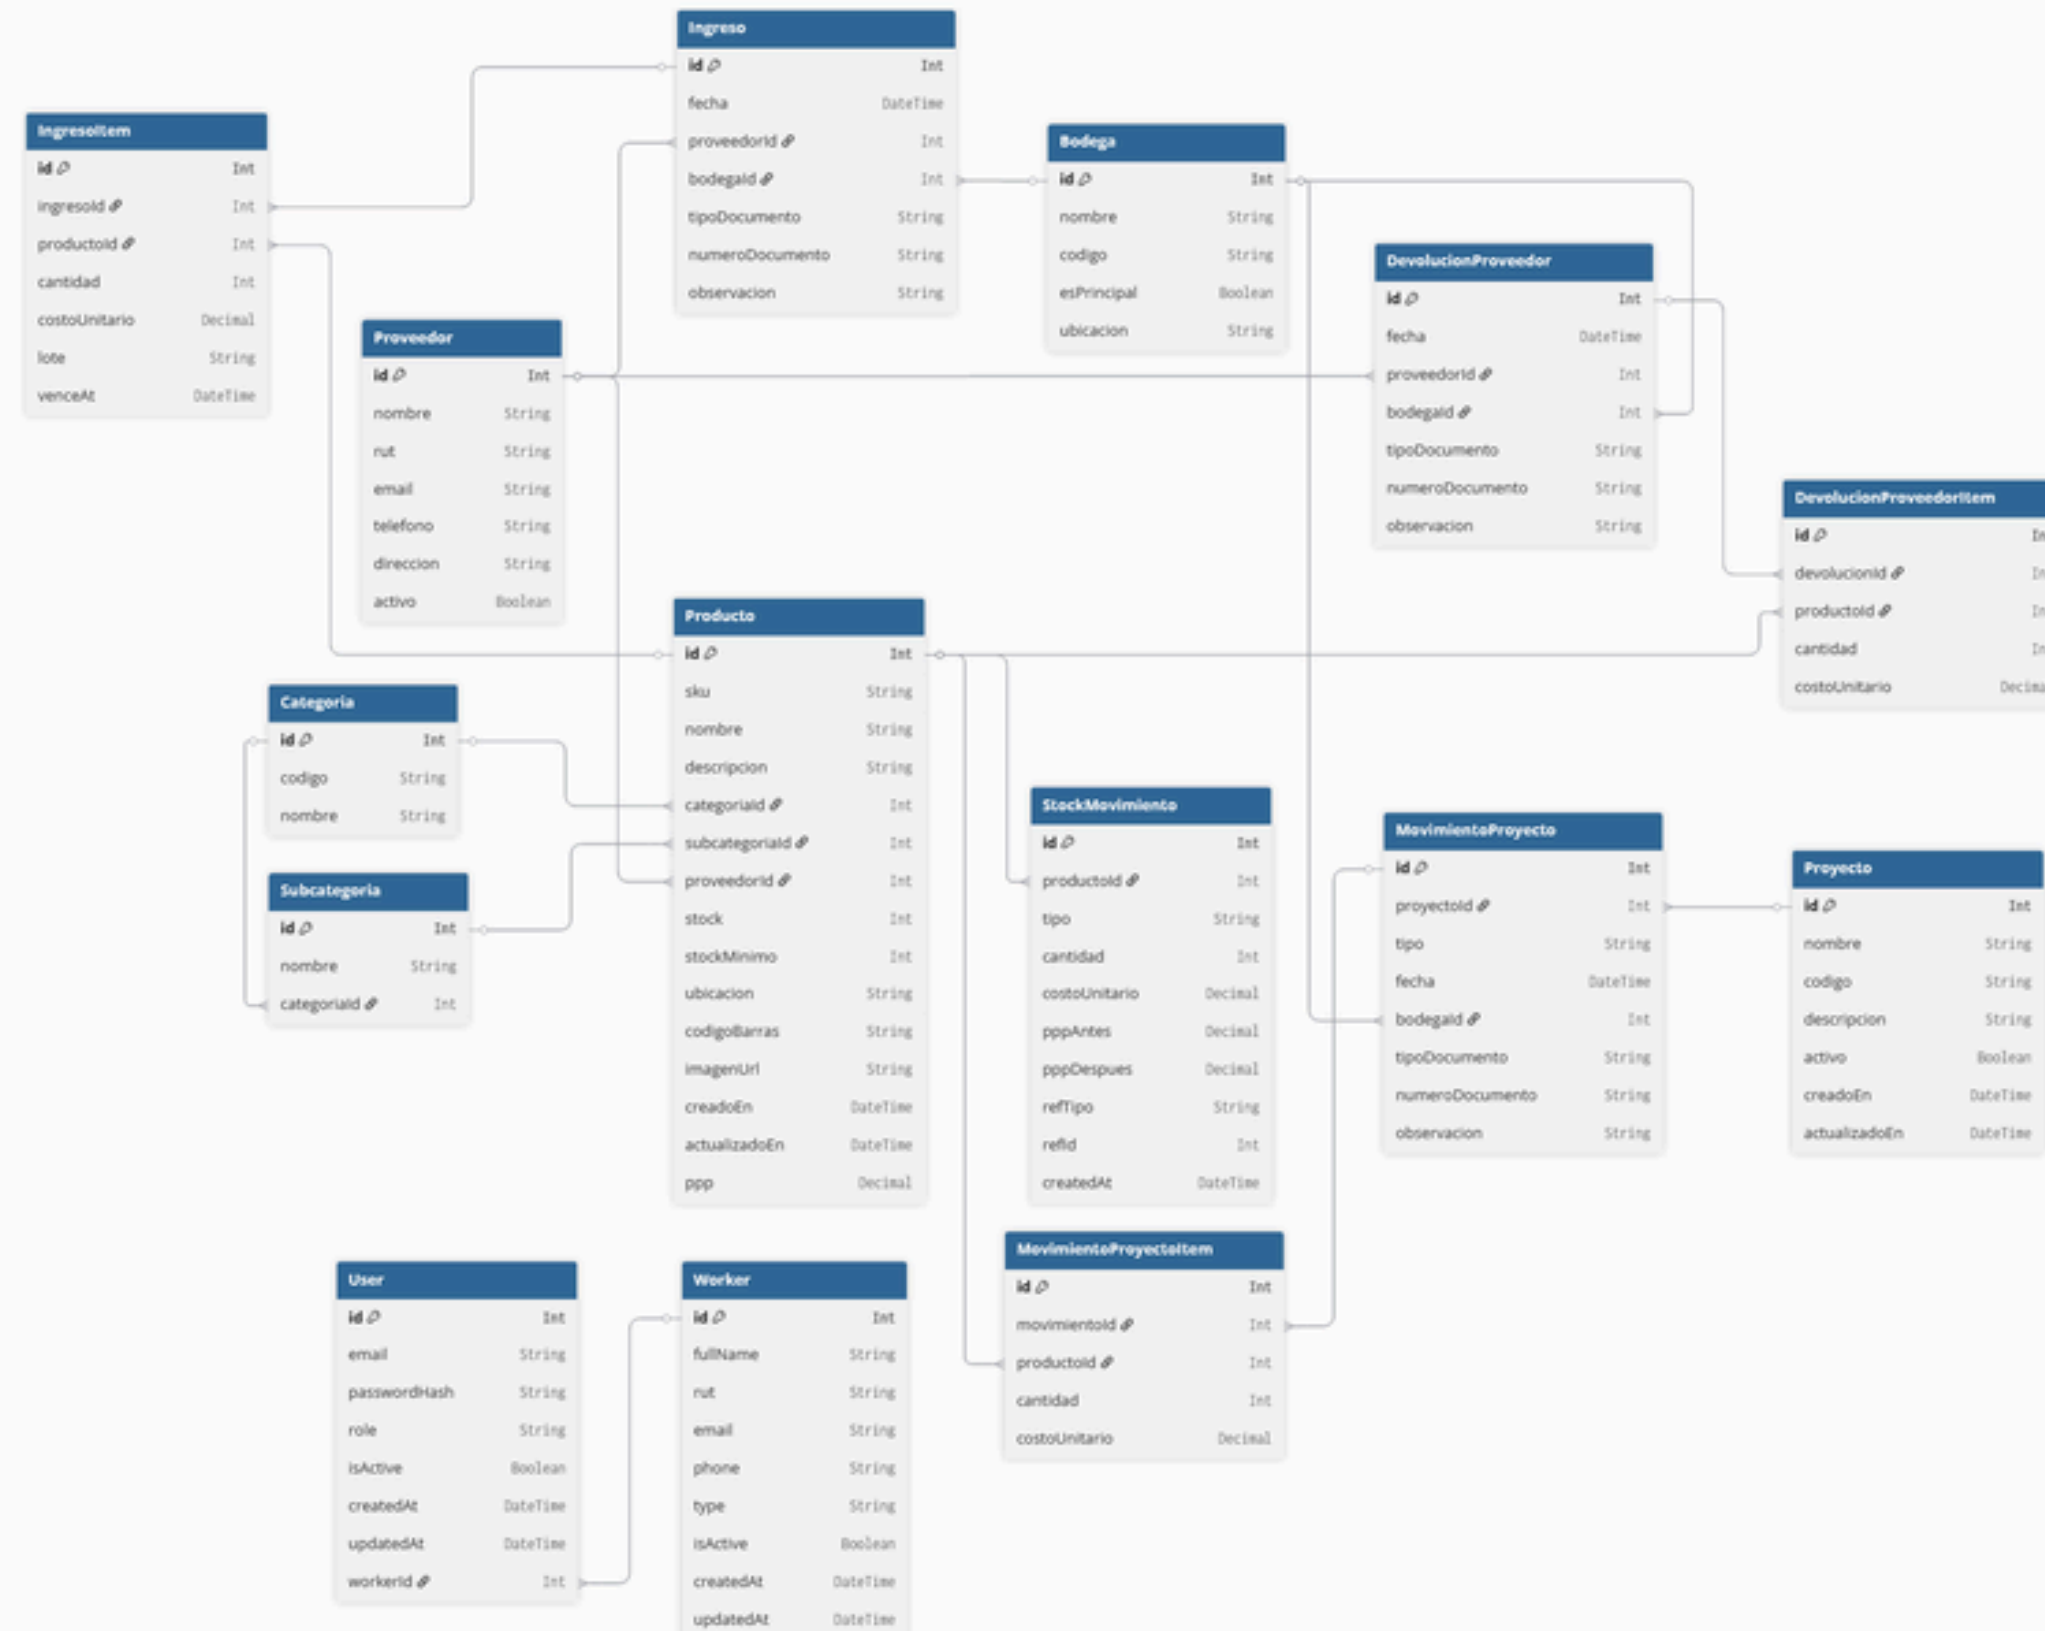 Ingreso
id Int
fecha DateTime
proveedorId Int
bodegaId Int
tipoDocumento String
numeroDocumento String
observacion String
IngresoItem
id Int
ingresoId Int
productoId Int
cantidad Int
costoUnitario Decimal
lote String
venceAt DateTime
Bodega
id Int
nombre String
codigo String
esPrincipal Boolean
ubicacion String
DevolucionProveedor
id Int
fecha DateTime
proveedorId Int
bodegaId Int
tipoDocumento String
numeroDocumento String
observacion String
Proveedor
id Int
nombre String
rut String
email String
telefono String
direccion String
activo Boolean
DevolucionProveedorItem
id In
devolucionId In
productoId In
cantidad In
costoUnitario Decima
Producto
id Int
sku String
nombre String
descripcion String
categoriaId Int
subcategoriaId Int
proveedorId Int
stock Int
stockMinimo Int
ubicacion String
codigoBarras String
imagenUrl String
creadoEn DateTime
actualizadoEn DateTime
ppp Decimal
Categoria
id Int
codigo String
nombre String
Subcategoria
id Int
nombre String
categoriaId Int
StockMovimiento
id Int
productoId Int
tipo String
cantidad Int
costoUnitario Decimal
pppAntes Decimal
pppDespues Decimal
refTipo String
refId Int
createdAt DateTime
MovimientoProyecto
id Int
proyectoId Int
tipo String
fecha DateTime
bodegaId Int
tipoDocumento String
numeroDocumento String
observacion String
Proyecto
id Int
nombre String
codigo String
descripcion String
activo Boolean
creadoEn DateTime
actualizadoEn DateTime
MovimientoProyectoItem
id Int
movimientoId Int
productoId Int
cantidad Int
costoUnitario Decimal
User
id Int
email String
passwordHash String
role String
isActive Boolean
createdAt DateTime
updatedAt DateTime
workerId Int
Worker
id Int
fullName String
rut String
email String
phone String
type String
isActive Boolean
createdAt DateTime
updatedAt DateTime